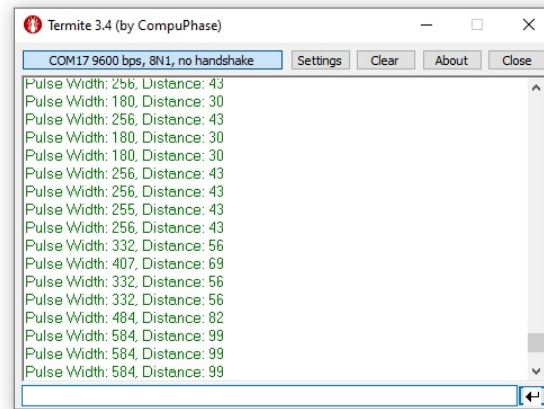 Termite 3.4 (by CompuPhase)
COM17 9600 bps, 8N1, no handshake Settings Clear About Close
Pulse Width: 256, Distance: 43
Pulse Width: 180, Distance: 30
Pulse Width: 256, Distance: 43
Pulse Width: 180, Distance: 30
Pulse Width: 180, Distance: 30
Pulse Width: 256, Distance: 43
Pulse Width: 256, Distance: 43
Pulse Width: 255, Distance: 43
Pulse Width: 256, Distance: 43
Pulse Width: 332, Distance: 56
Pulse Width: 407, Distance: 69
Pulse Width: 332, Distance: 56
Pulse Width: 332, Distance: 56
Pulse Width: 484, Distance: 82
Pulse Width: 584, Distance: 99
Pulse Width: 584, Distance: 99
Pulse Width: 584, Distance: 99